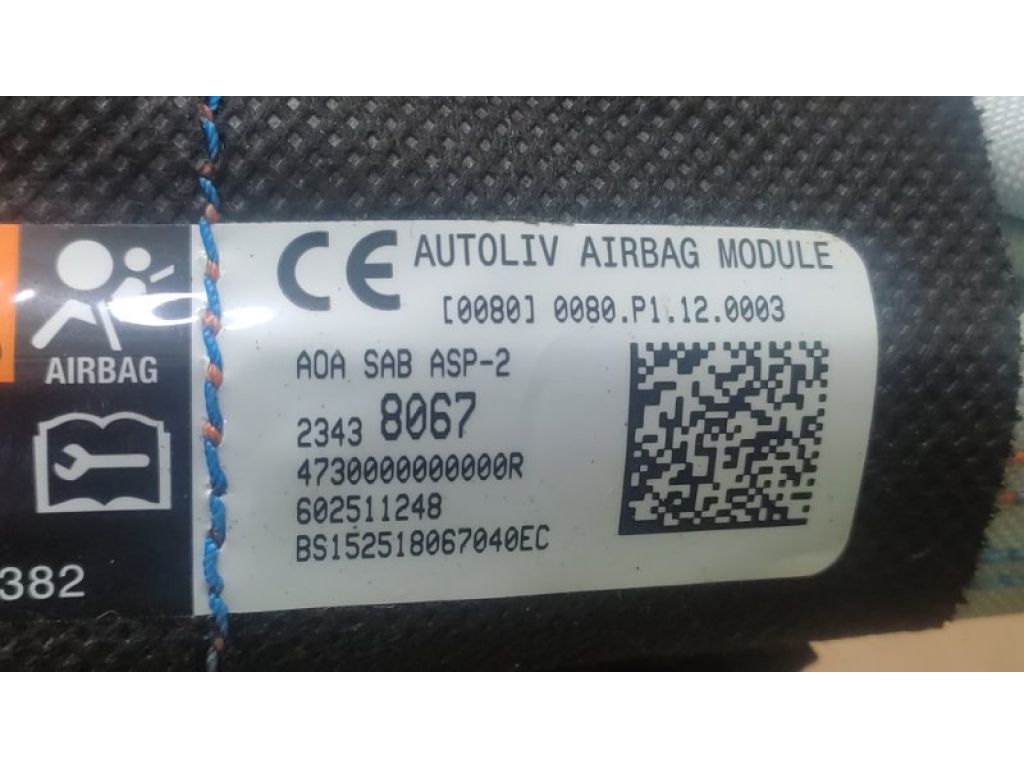 CE AUTOLIV AIRBAG MODULE
[0080] 0080.P1.12.0003
AOA SAB ASP-2
2343 8067
4730000000000R
602511248
BS152518067040EC
AIRBAG
382